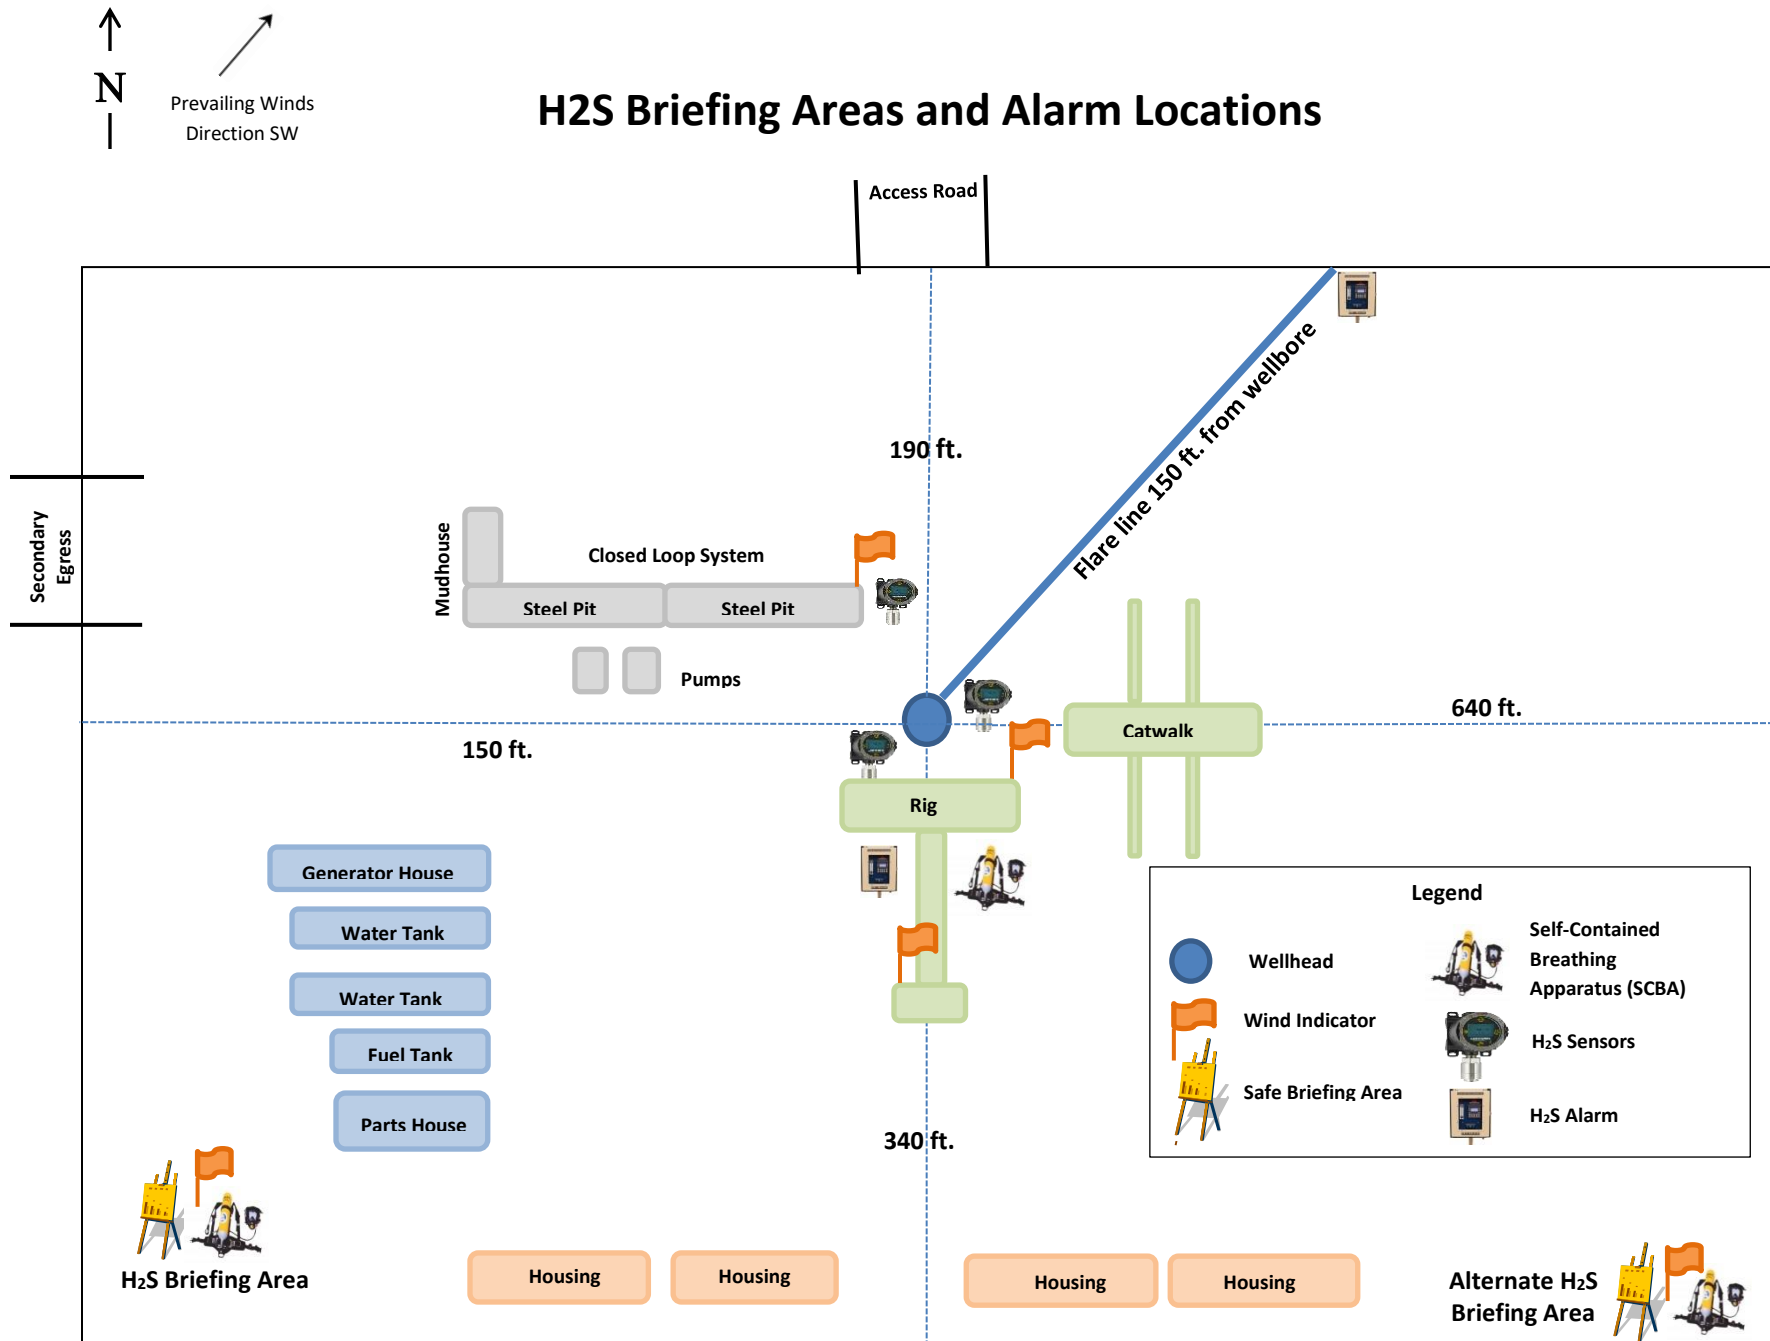 N
Prevailing Winds
Direction SW
H2S Briefing Areas and Alarm Locations
Access Road
190 ft.
Flare line 150 ft. from wellbore
Secondary
Egress
Mudhouse
Closed Loop System
Steel Pit
Steel Pit
Pumps
640 ft.
150 ft.
Catwalk
Rig
Generator House
Water Tank
Water Tank
Fuel Tank
Parts House
340 ft.
Legend
Wellhead
Wind Indicator
Safe Briefing Area
Self-Contained
Breathing
Apparatus (SCBA)
H2S Sensors
H2S Alarm
H2S Briefing Area
Housing
Housing
Housing
Housing
Alternate H2S
Briefing Area